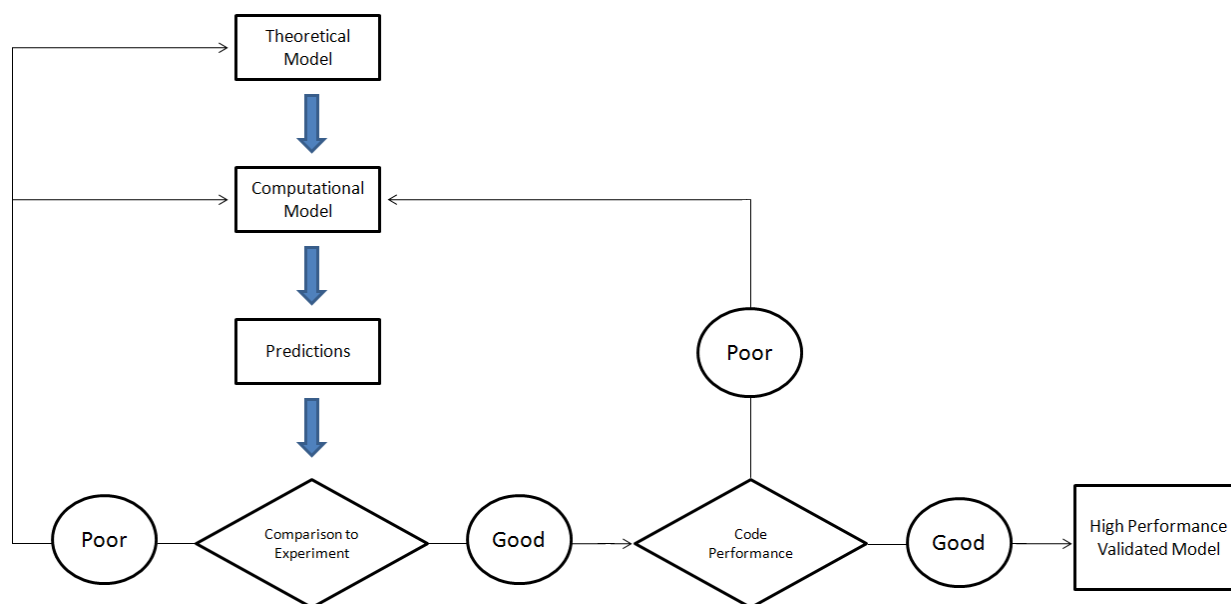 Theoretical
Model
Computational
Model
Predictions
Poor
Poor
Comparison to
Experiment
Good
Code
Performance
Good
High Performance
Validated Model